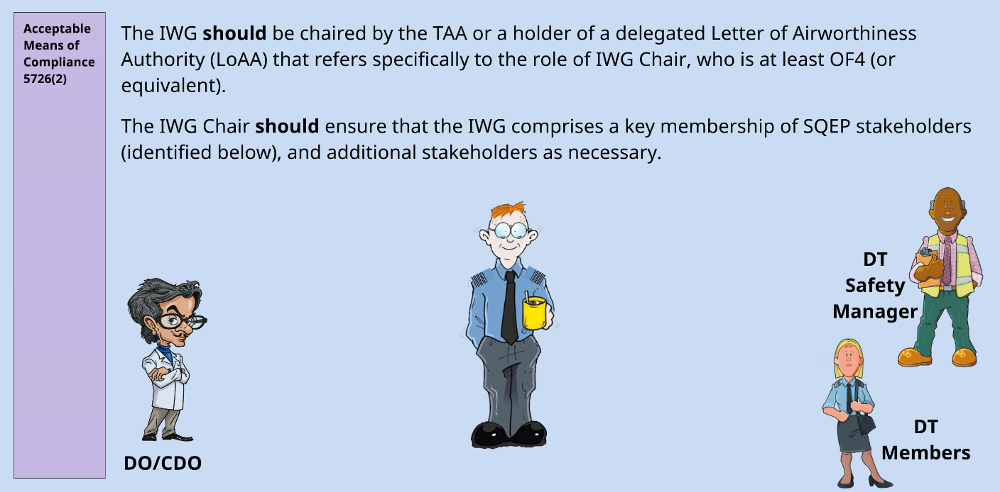 Acceptable
Means of
Compliance
5726(2)
The IWG should be chaired by the TAA or a holder of a delegated Letter of Airworthiness
Authority (LoAA) that refers specifically to the role of IWG Chair, who is at least OF4 (or
equivalent).
The IWG Chair should ensure that the IWG comprises a key membership of SQEP stakeholders
(identified below), and additional stakeholders as necessary.
DT
Safety
Manager
DT
Members
DO/CDO